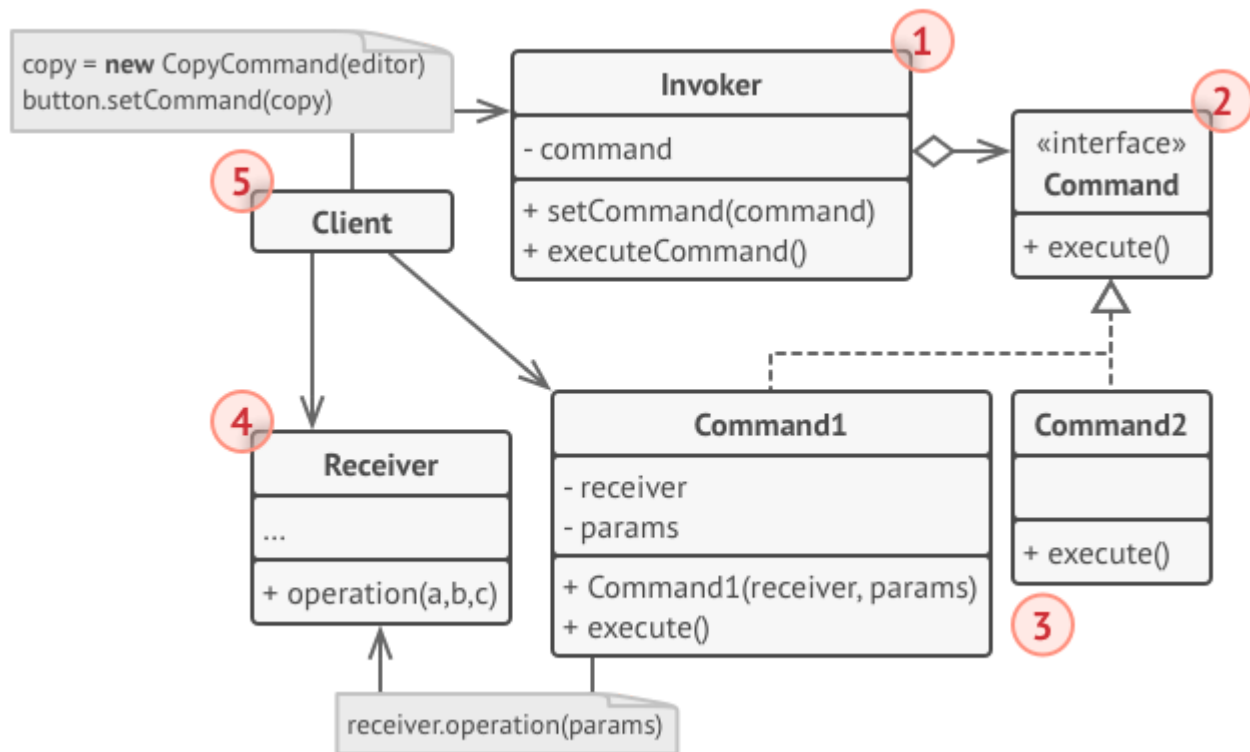 copy = new CopyCommand(editor)
button.setCommand(copy)
1
Invoker
- command
+ setCommand(command)
+ executeCommand()
2
«interface»
Command
+ execute()
5
Client
4
Receiver
...
+ operation(a,b,c)
Command1
- receiver
- params
+ Command1(receiver, params)
+ execute()
Command2
+ execute()
3
receiver.operation(params)